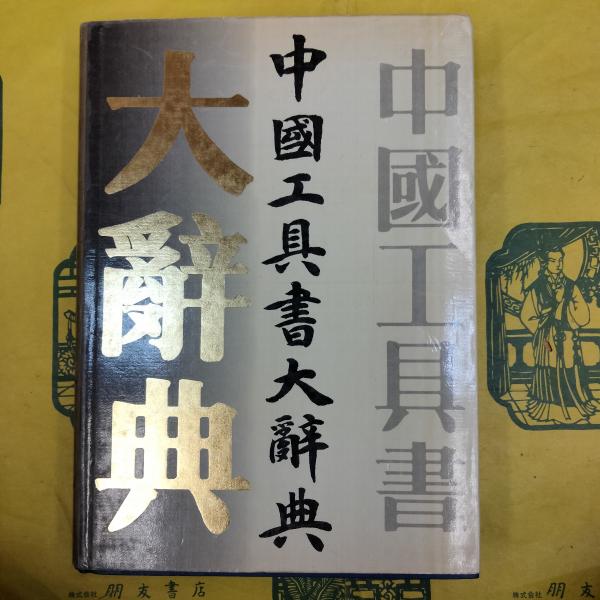 中國工具書
中國工具書大辭典
大辭典
株式会社 朋友書店
株式会社 朋友